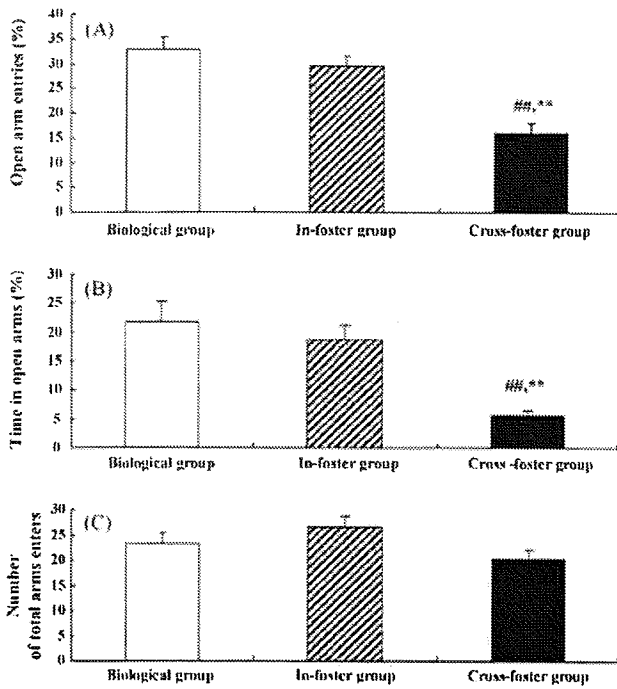 (A)
Open arm entries (%)
40
35
30
25
20
15
10
5
0
##,**
Biological group In-foster group Cross-foster group
(B)
Time in open arms (%)
30
25
20
15
10
5
0
##,**
Biological group In-foster group Cross -foster group
(C)
Number
of total arms enters
30
25
20
15
10
5
0
Biological group In-foster group Cross-foster group